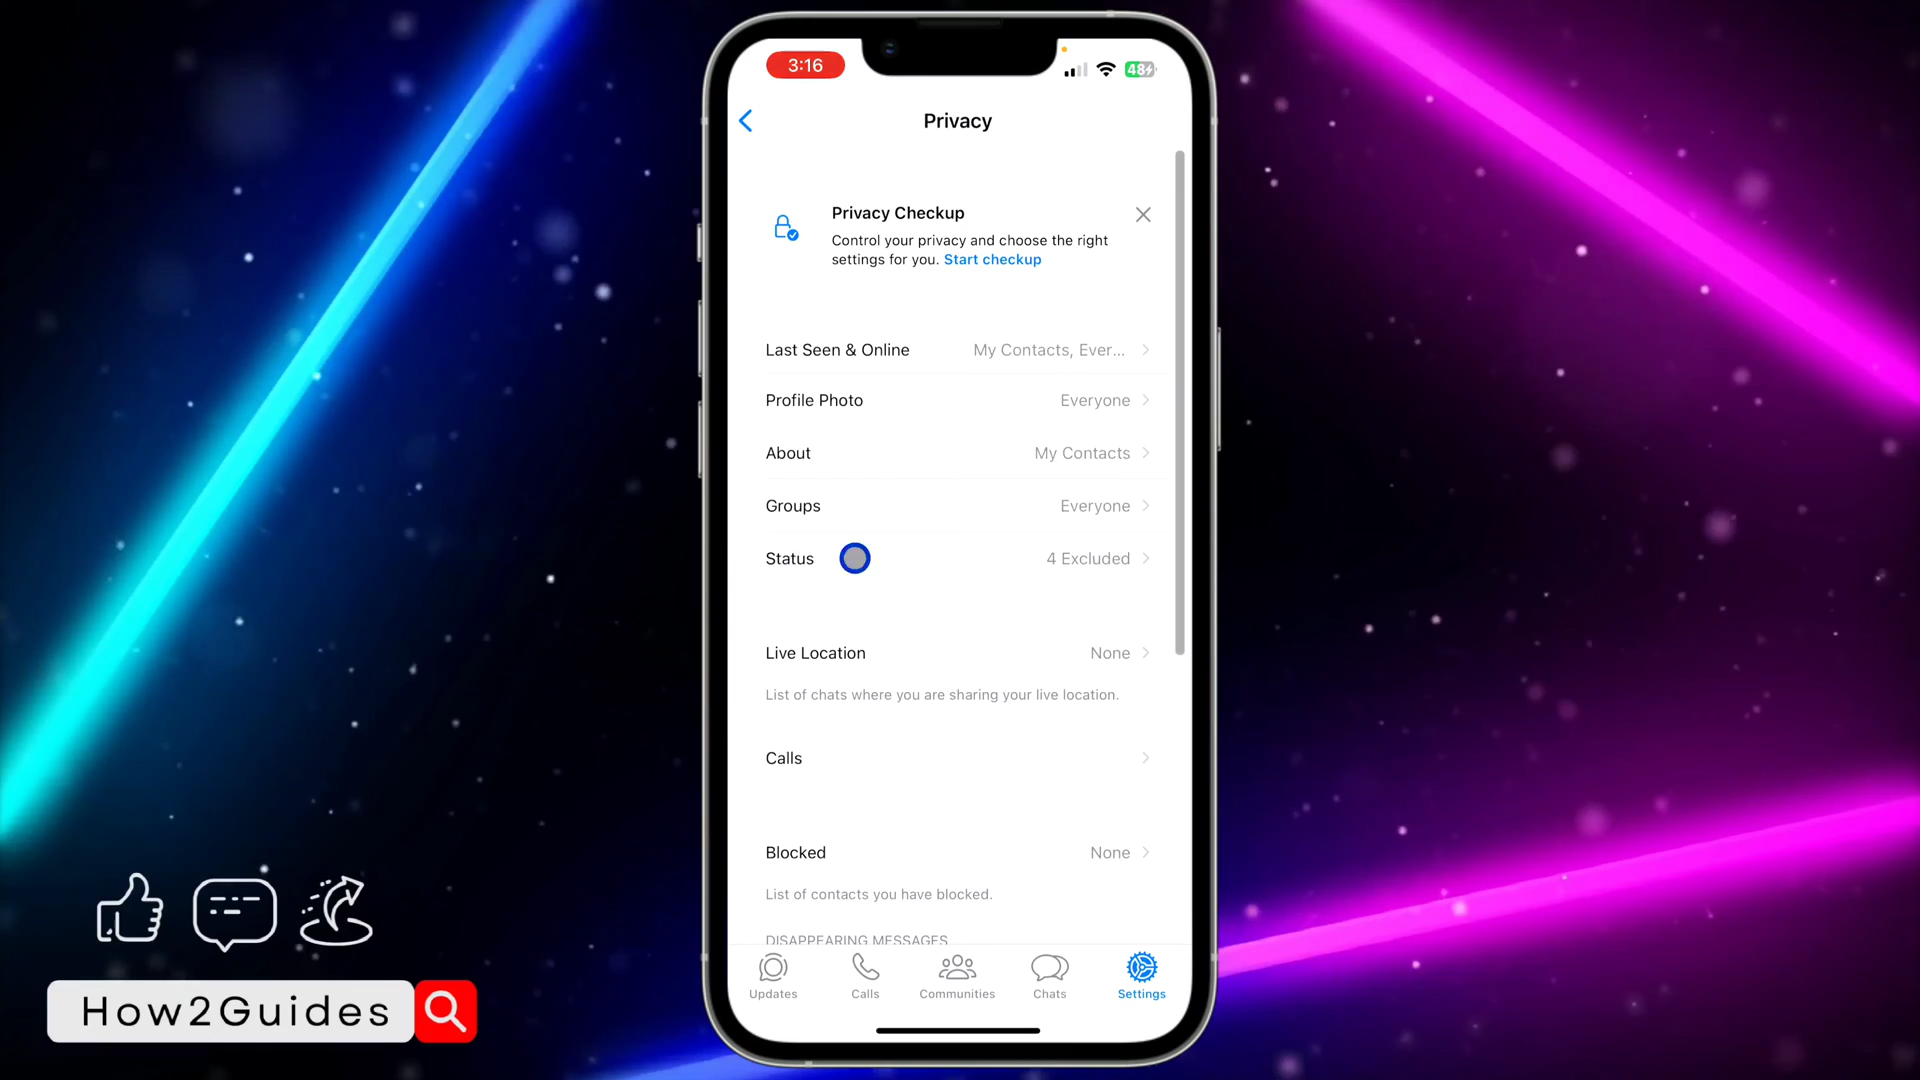 3:16
48
Privacy
Privacy Checkup
Control your privacy and choose the right
settings for you. Start checkup
Last Seen & Online My Contacts, Ever...
Profile Photo Everyone
About My Contacts
Groups Everyone
Status 4 Excluded
Live Location None
List of chats where you are sharing your live location.
Calls
Blocked None
List of contacts you have blocked.
DISAPPEARING MESSAGES
Updates Calls Communities Chats Settings
How2Guides